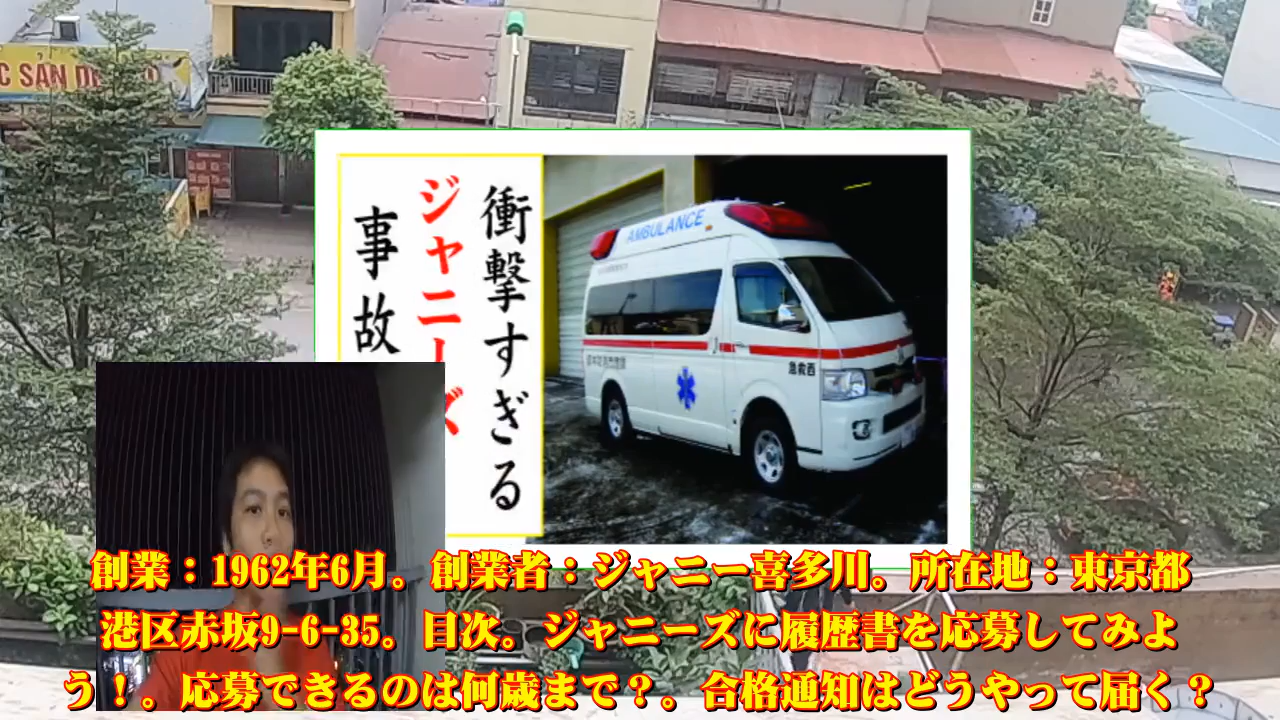 C SẢN
衝撃すぎる
ジャニーズ
事故
AMBULANCE
急救西
創業：1962年6月。創業者：ジャニー喜多川。所在地：東京都
港区赤坂9-6-35。目次。ジャニーズに履歴書を応募してみよ
う！。応募できるのは何歳まで？。合格通知はどうやって届く？